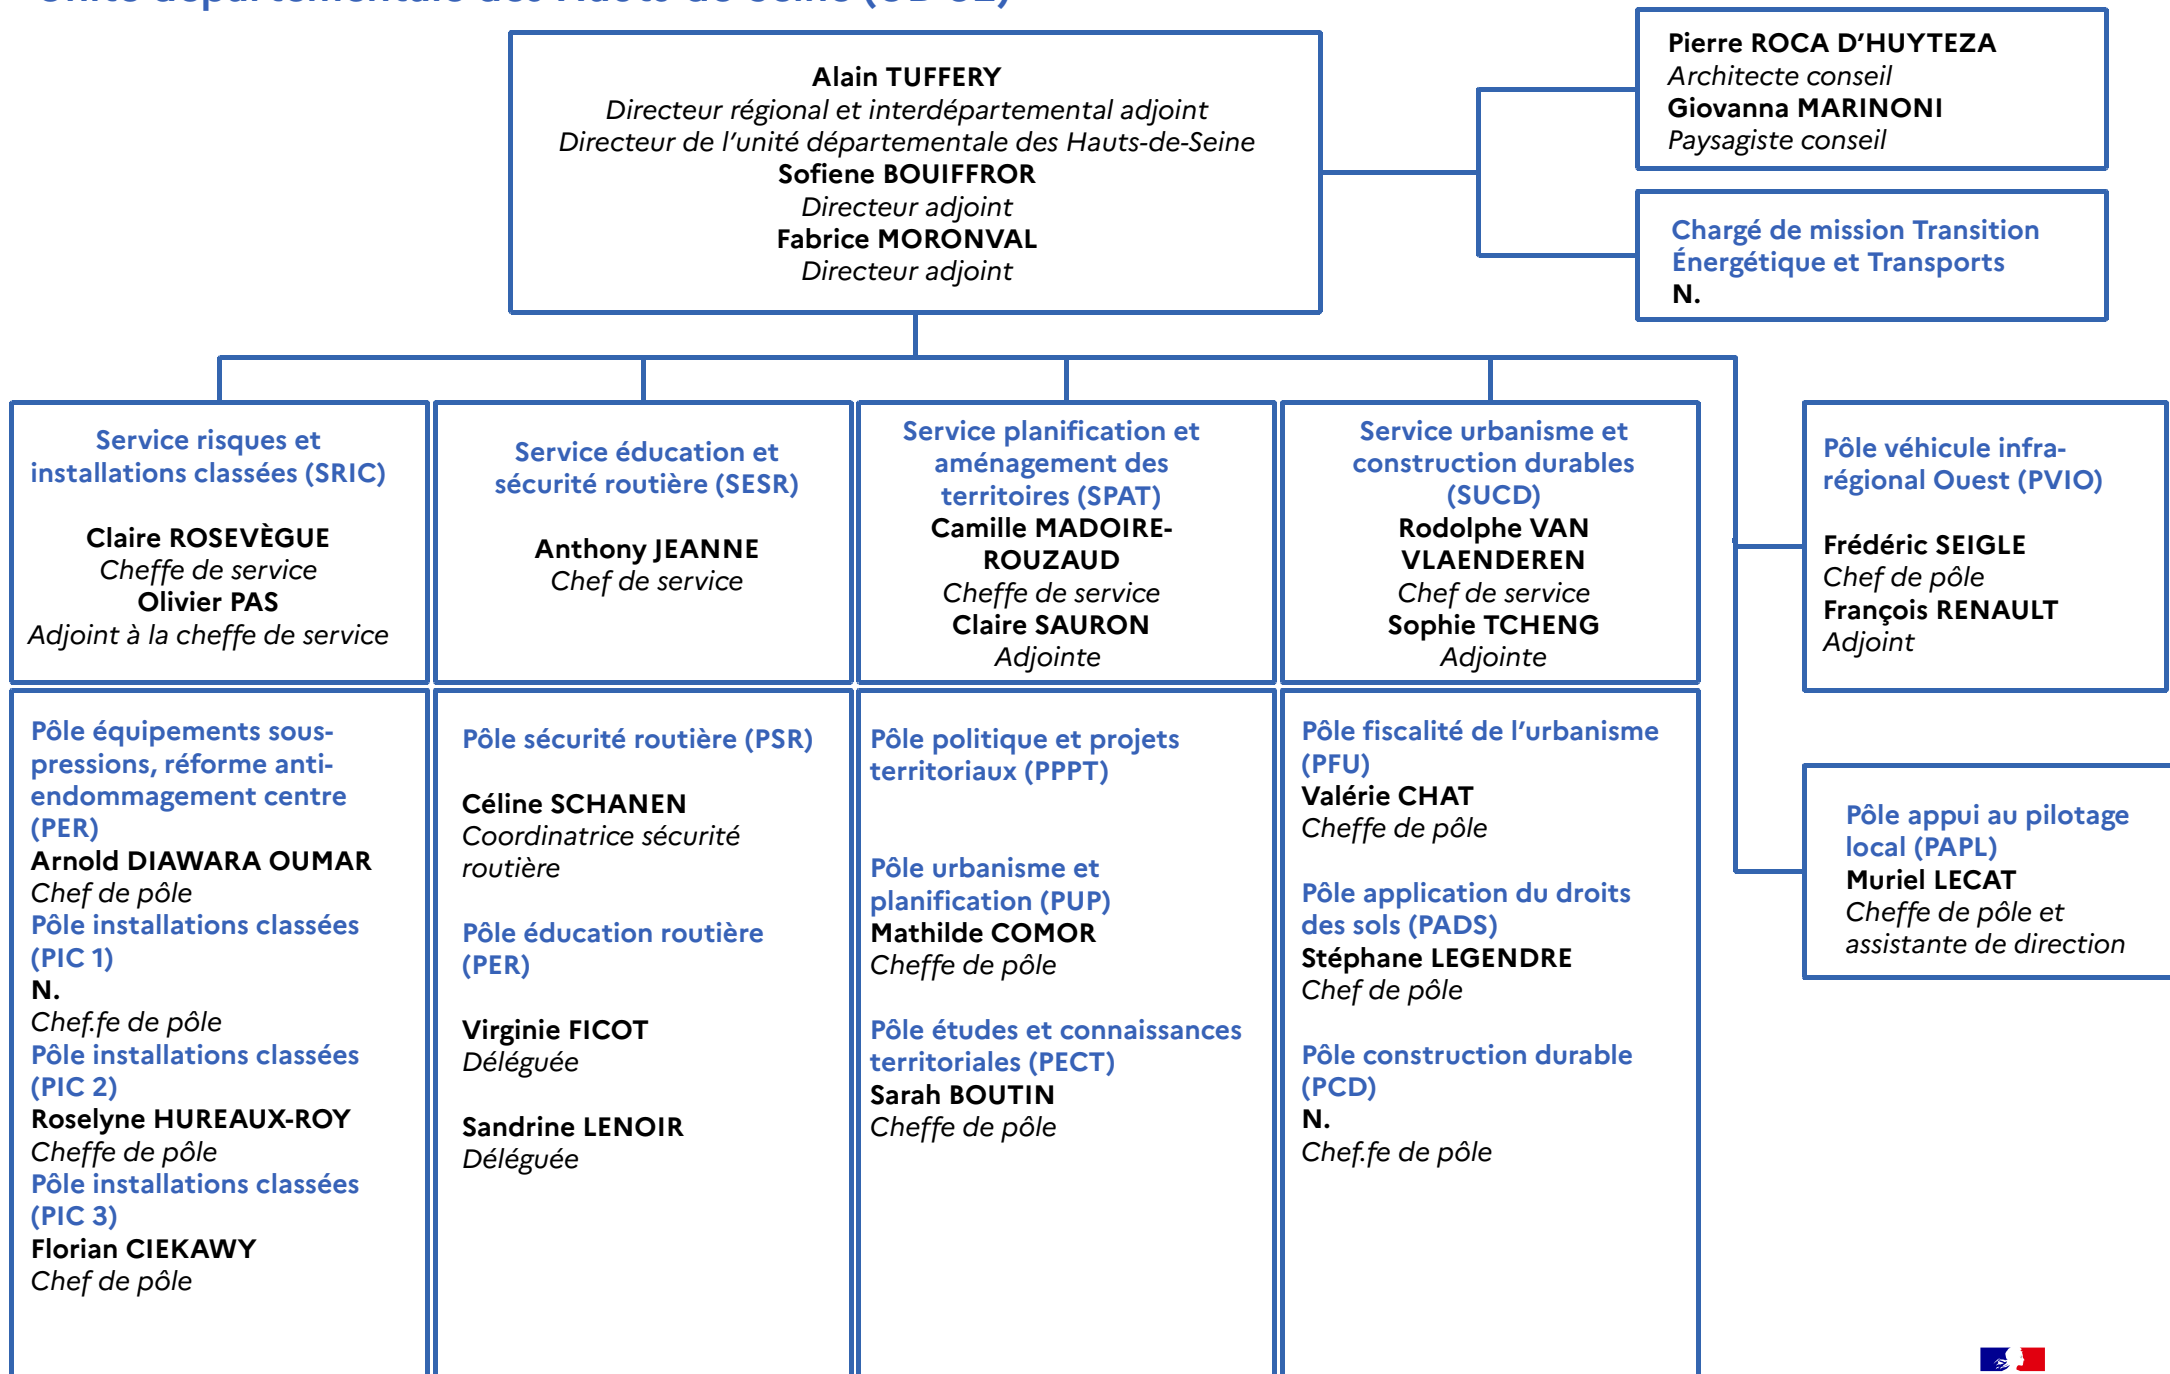 Alain TUFFERY
Directeur régional et interdépartemental adjoint
Directeur de l'unité départementale des Hauts-de-Seine
Sofiene BOUIFFROR
Directeur adjoint
Fabrice MORONVAL
Directeur adjoint
Pierre ROCA D'HUYTEZA
Architecte conseil
Giovanna MARINONI
Paysagiste conseil
Chargé de mission Transition
Énergétique et Transports
N.
Service risques et
installations classées (SRIC)
Claire ROSEVÈGUE
Cheffe de service
Olivier PAS
Adjoint à la cheffe de service
Pôle équipements sous-
pressions, réforme anti-
endommagement centre
(PER)
Arnold DIAWARA OUMAR
Chef de pôle
Pôle installations classées
(PIC 1)
N.
Chef.fe de pôle
Pôle installations classées
(PIC 2)
Roselyne HUREAUX-ROY
Cheffe de pôle
Pôle installations classées
(PIC 3)
Florian CIEKAWY
Chef de pôle
Service éducation et
sécurité routière (SESR)
Anthony JEANNE
Chef de service
Pôle sécurité routière (PSR)
Céline SCHANEN
Coordinatrice sécurité
routière
Pôle éducation routière
(PER)
Virginie FICOT
Déléguée
Sandrine LENOIR
Déléguée
Service planification et
aménagement des
territoires (SPAT)
Camille MADOIRE-
ROUZAUD
Cheffe de service
Claire SAURON
Adjointe
Pôle politique et projets
territoriaux (PPPT)
Pôle urbanisme et
planification (PUP)
Mathilde COMOR
Cheffe de pôle
Pôle études et connaissances
territoriales (PECT)
Sarah BOUTIN
Cheffe de pôle
Service urbanisme et
construction durables
(SUCD)
Rodolphe VAN
VLAENDEREN
Chef de service
Sophie TCHENG
Adjointe
Pôle fiscalité de l'urbanisme
(PFU)
Valérie CHAT
Cheffe de pôle
Pôle application du droits
des sols (PADS)
Stéphane LEGENDRE
Chef de pôle
Pôle construction durable
(PCD)
N.
Chef.fe de pôle
Pôle véhicule infra-
régional Ouest (PVIO)
Frédéric SEIGLE
Chef de pôle
François RENAULT
Adjoint
Pôle appui au pilotage
local (PAPL)
Muriel LECAT
Cheffe de pôle et
assistante de direction